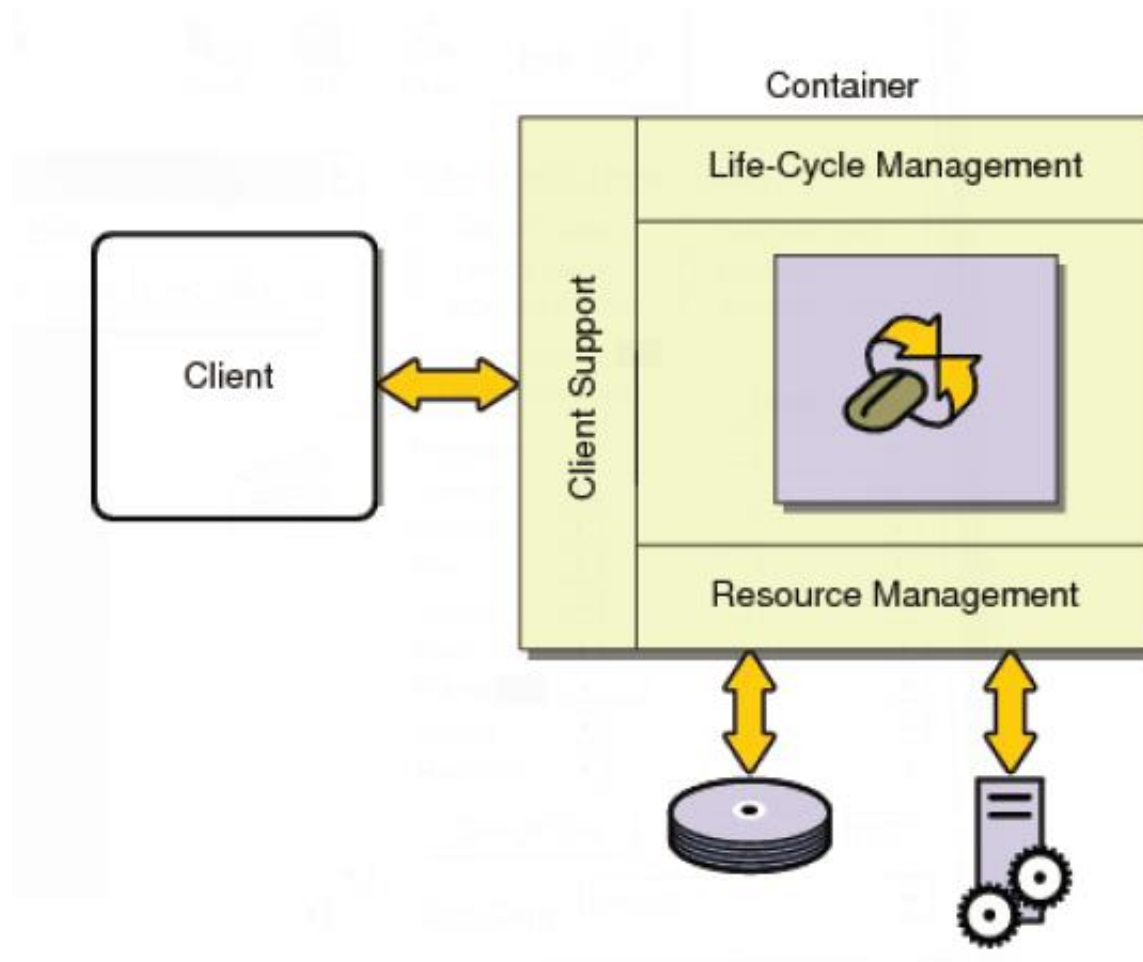 Container
Life-Cycle Management
Client
Client Support
Resource Management